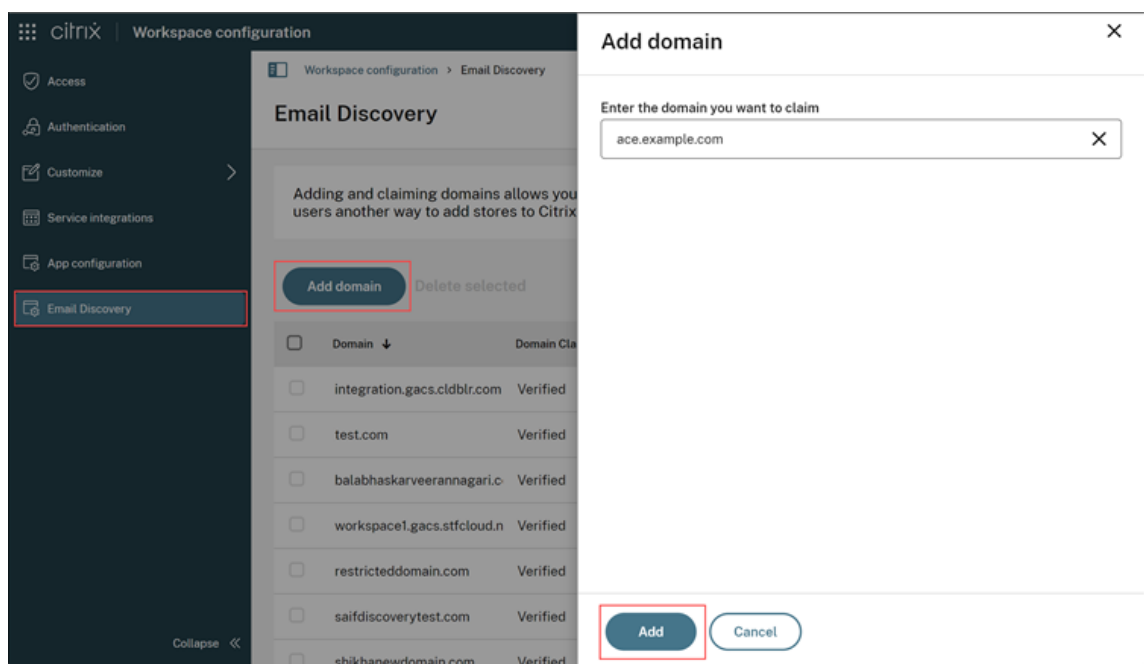 citrix | Workspace configuration
Access
Authentication
Customize
Service integrations
App configuration
Email Discovery
Collapse
Workspace configuration > Email Discovery
Email Discovery
Adding and claiming domains allows you
users another way to add stores to Citrix
Add domain Delete selected
Domain Domain Cla
integration.gacs.cldblr.com Verified
test.com Verified
balabhaskarveerannagari.c Verified
workspace1.gacs.stfcloud.n Verified
restricteddomain.com Verified
saifdiscoverytest.com Verified
shikhanewdomain.com Verified
Add domain
Enter the domain you want to claim
ace.example.com
Add Cancel